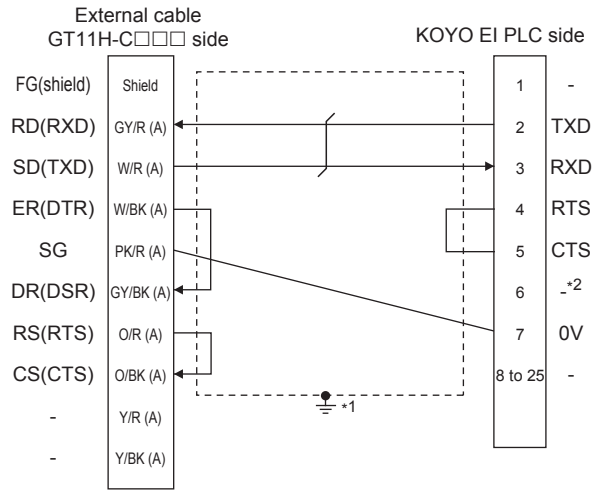 External cable
GT11H-C□□□ side
KOYO EI PLC side
FG(shield) Shield 1 -
RD(RXD) GY/R (A) 2 TXD
SD(TXD) W/R (A) 3 RXD
ER(DTR) W/BK (A) 4 RTS
SG PK/R (A) 5 CTS
DR(DSR) GY/BK (A) 6 -*2
RS(RTS) O/R (A) 7 0V
CS(CTS) O/BK (A) 8 to 25 -
*1
- Y/R (A)
- Y/BK (A)